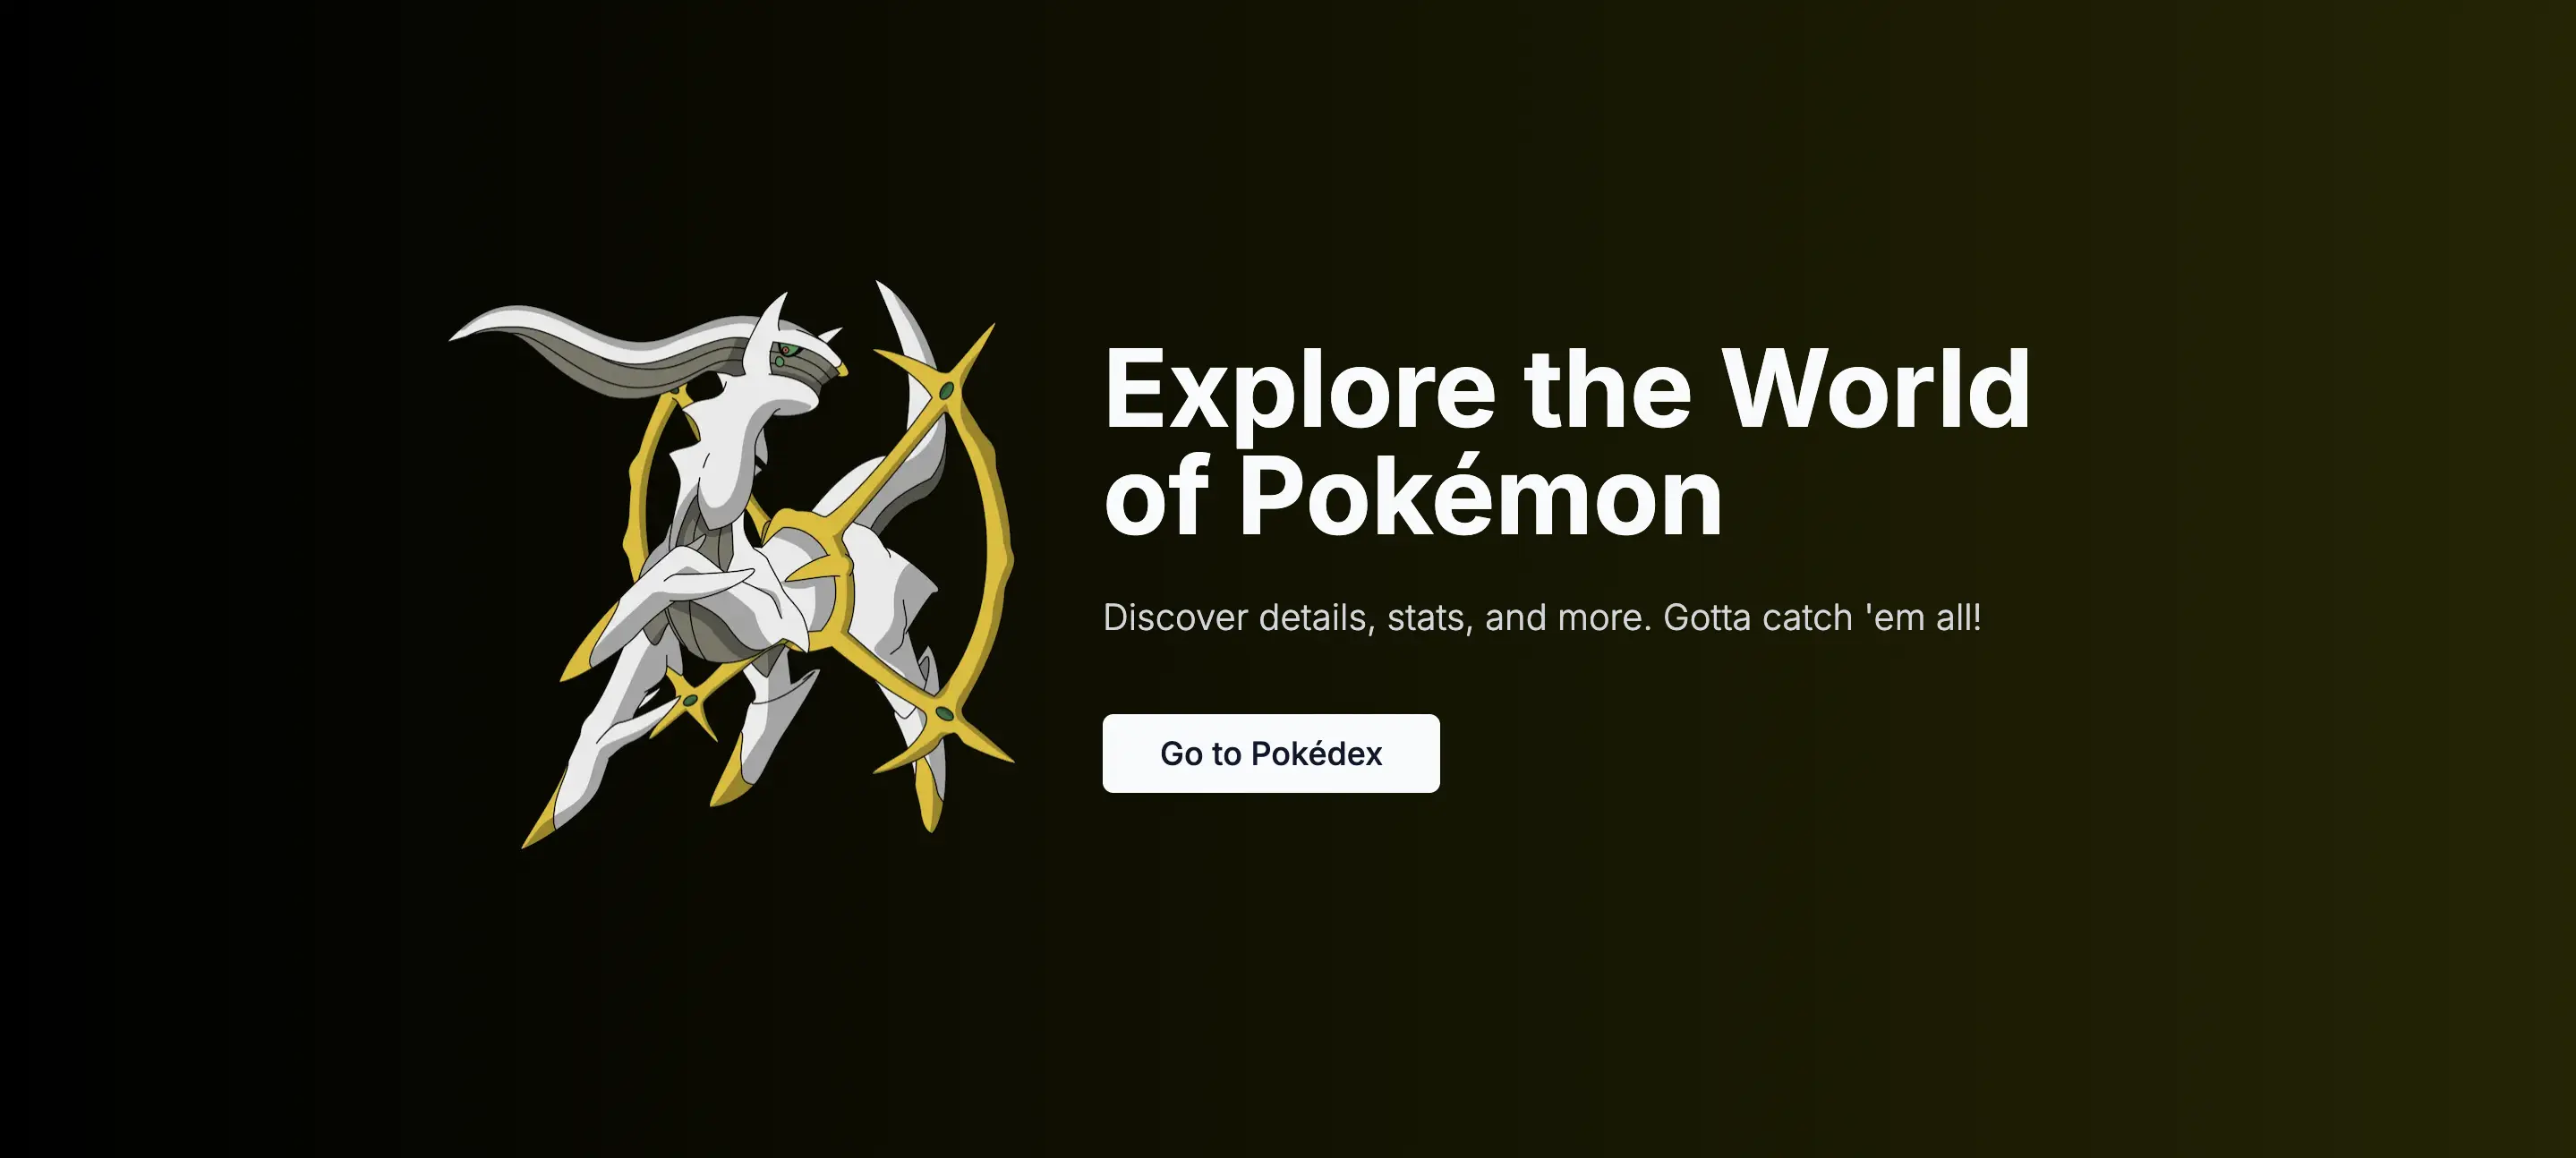 Explore the World
of Pokémon
Discover details, stats, and more. Gotta catch 'em all!
Go to Pokédex